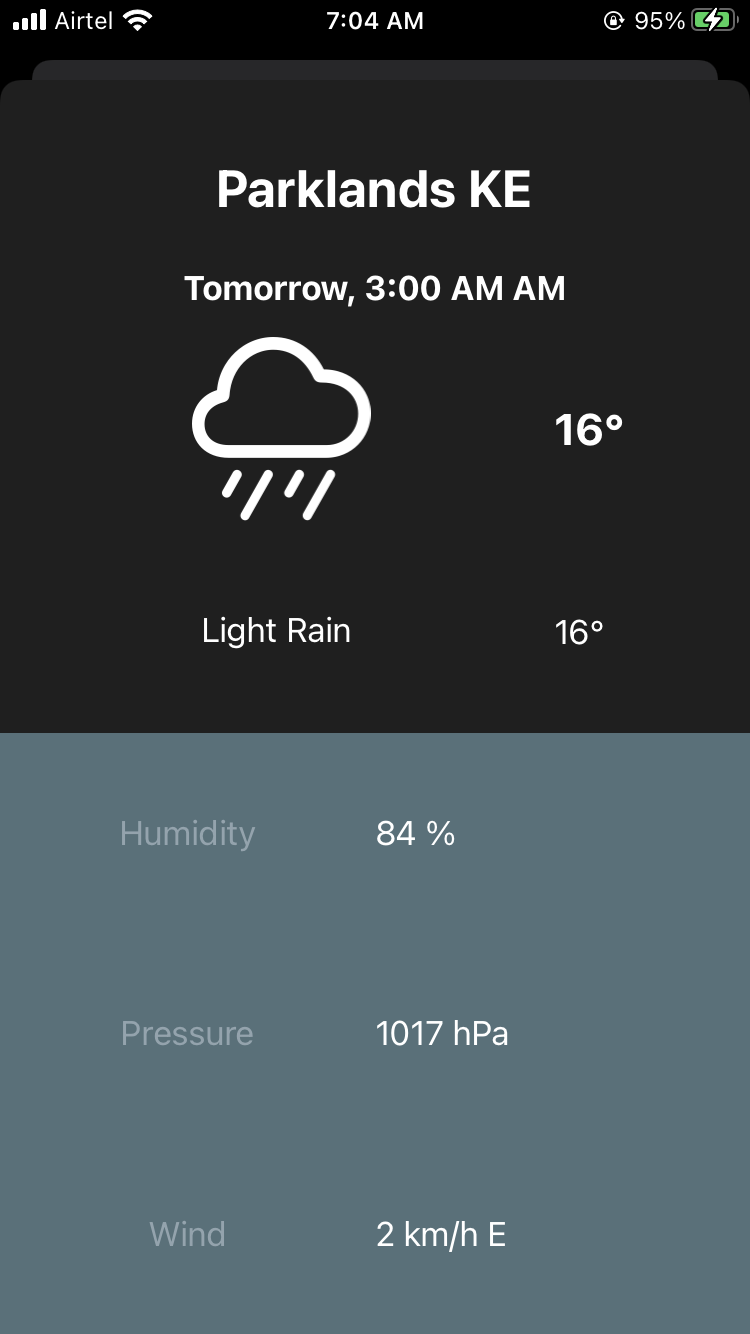 Airtel 7:04 AM 95%
Parklands KE
Tomorrow, 3:00 AM AM
16°
Light Rain 16°
Humidity 84 %
Pressure 1017 hPa
Wind 2 km/h E